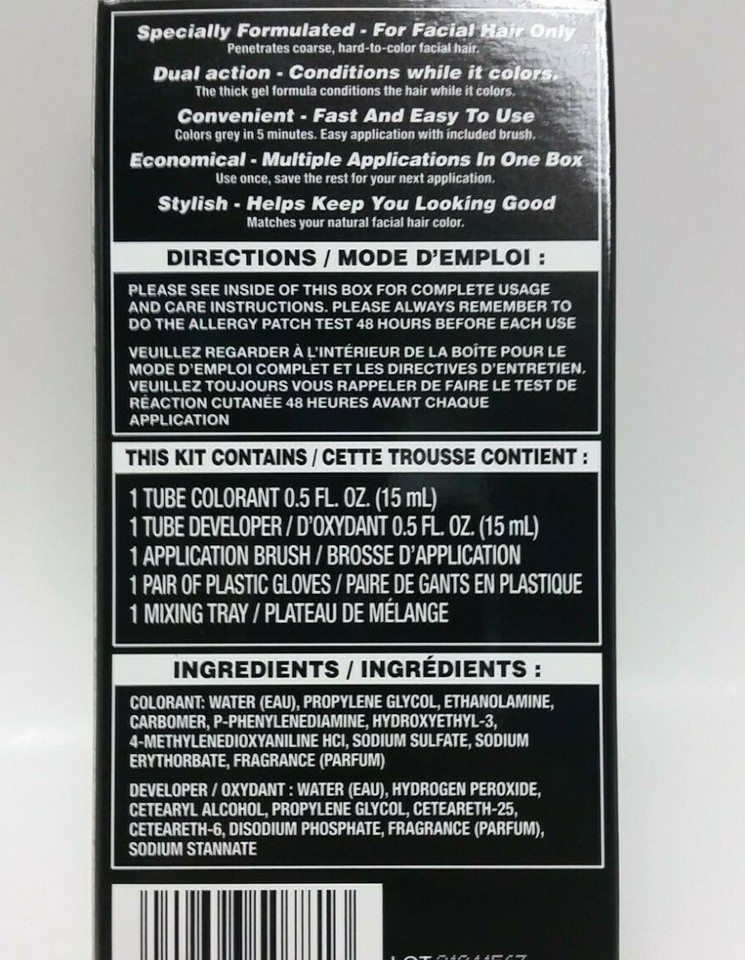 Specially Formulated - For Facial Hair Only
Penetrates coarse, hard-to-color facial hair.
Dual action - Conditions while it colors.
The thick gel formula conditions the hair while it colors.
Convenient - Fast And Easy To Use
Colors grey in 5 minutes. Easy application with included brush.
Economical - Multiple Applications In One Box
Use once, save the rest for your next application.
Stylish - Helps Keep You Looking Good
Matches your natural facial hair color.
DIRECTIONS / MODE D'EMPLOI :
PLEASE SEE INSIDE OF THIS BOX FOR COMPLETE USAGE
AND CARE INSTRUCTIONS. PLEASE ALWAYS REMEMBER TO
DO THE ALLERGY PATCH TEST 48 HOURS BEFORE EACH USE
VEUILLEZ REGARDER À L'INTÉRIEUR DE LA BOÎTE POUR LE
MODE D'EMPLOI COMPLET ET LES DIRECTIVES D'ENTRETIEN.
VEUILLEZ TOUJOURS VOUS RAPPELER DE FAIRE LE TEST DE
RÉACTION CUTANÉE 48 HEURES AVANT CHAQUE
APPLICATION
THIS KIT CONTAINS / CETTE TROUSSE CONTIENT :
1 TUBE COLORANT 0.5 FL. OZ. (15 mL)
1 TUBE DEVELOPER / D'OXYDANT 0.5 FL. OZ. (15 mL)
1 APPLICATION BRUSH / BROSSE D'APPLICATION
1 PAIR OF PLASTIC GLOVES / PAIRE DE GANTS EN PLASTIQUE
1 MIXING TRAY / PLATEAU DE MÉLANGE
INGREDIENTS / INGRÉDIENTS :
COLORANT: WATER (EAU), PROPYLENE GLYCOL, ETHANOLAMINE,
CARBOMER, P-PHENYLENEDIAMINE, HYDROXYETHYL-3,
4-METHYLENEDIOXYANILINE HCl, SODIUM SULFATE, SODIUM
ERYTHORBATE, FRAGRANCE (PARFUM)
DEVELOPER / OXYDANT : WATER (EAU), HYDROGEN PEROXIDE,
CETEARYL ALCOHOL, PROPYLENE GLYCOL, CETEARETH-25,
CETEARETH-6, DISODIUM PHOSPHATE, FRAGRANCE (PARFUM),
SODIUM STANNATE
LOT